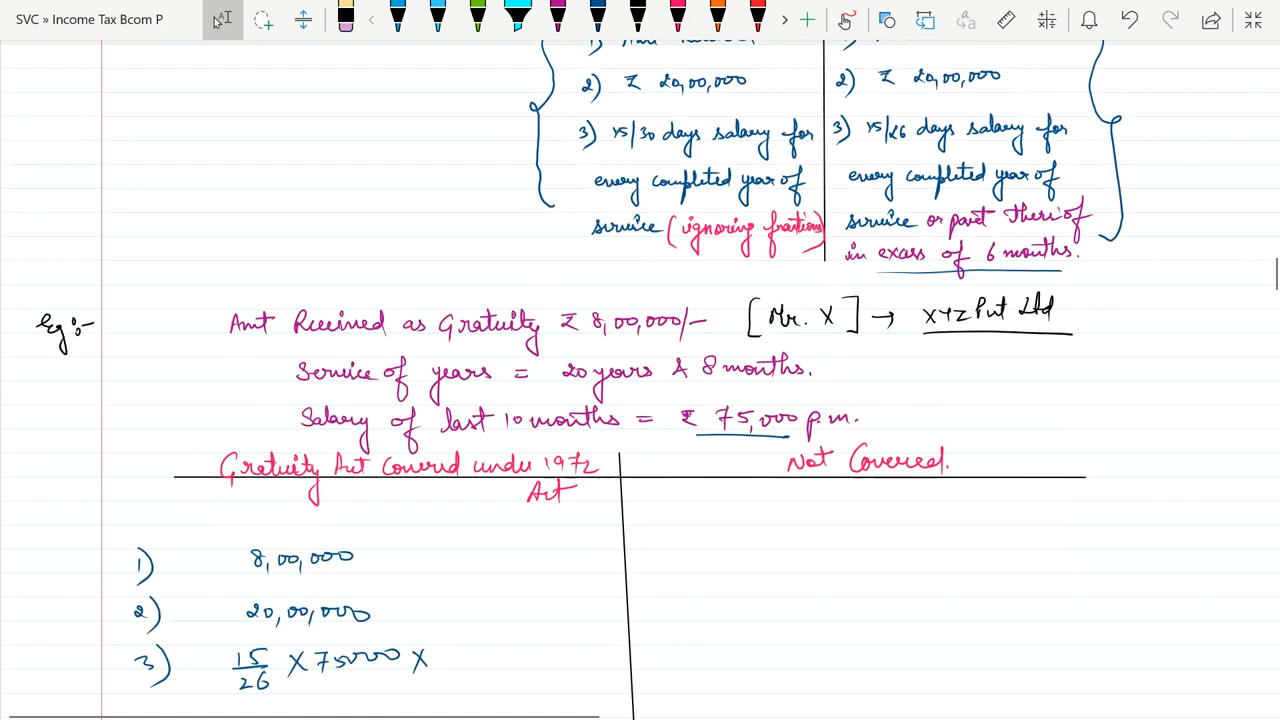 SVC » Income Tax Bcom P
2) ₹ 20,00,000
3) 15/30 days salary for
every completed year of
service (ignoring fractions)
2) ₹ 20,00,000
3) 15/26 days salary for
every completed year of
service or part therof
in excess of 6 months.
Eg:-
Amt Received as Gratuity ₹ 8,00,000/- [Mr. X] → XYZ Pvt Ltd
Service of years = 20 years & 8 months.
Salary of last 10 months = ₹ 75,000 p.m.
Gratuity Act Covered under 1972
Act
Not Covered.
1) 8,00,000
2) 20,00,000
3) 15/26 X 75000 X